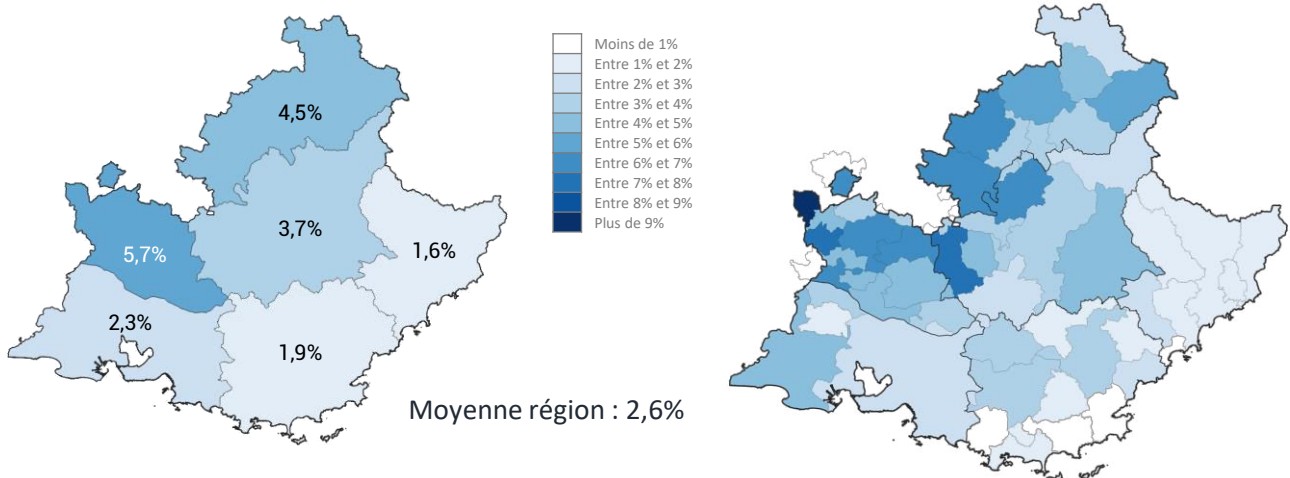 4,5%
3,7%
5,7%
1,6%
2,3%
1,9%
Moyenne région : 2,6%
Moins de 1%
Entre 1% et 2%
Entre 2% et 3%
Entre 3% et 4%
Entre 4% et 5%
Entre 5% et 6%
Entre 6% et 7%
Entre 7% et 8%
Entre 8% et 9%
Plus de 9%